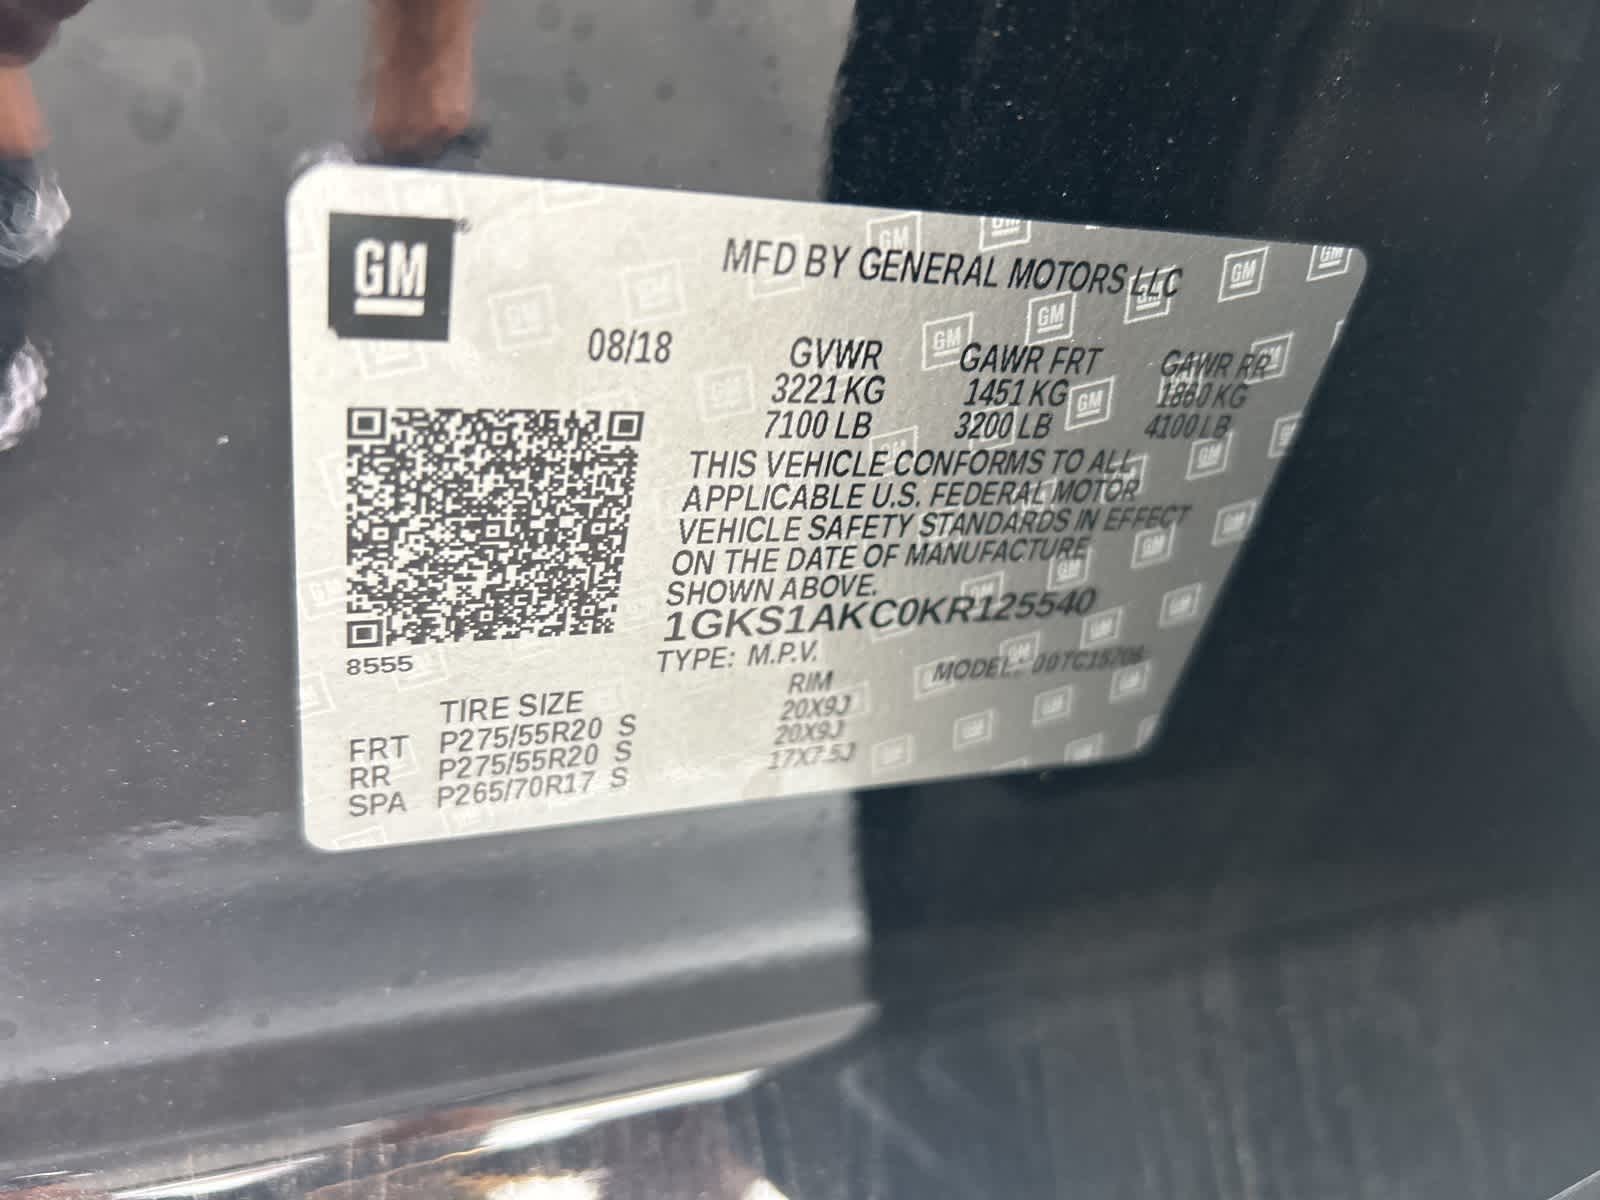 GM®
MFD BY GENERAL MOTORS LLC
08/18 GVWR GAWR FRT GAWR RR
3221 KG 1451 KG 1860 KG
7100 LB 3200 LB 4100 LB
THIS VEHICLE CONFORMS TO ALL
APPLICABLE U.S. FEDERAL MOTOR
VEHICLE SAFETY STANDARDS IN EFFECT
ON THE DATE OF MANUFACTURE
SHOWN ABOVE.
1GKS1AKC0KR125540
8555
TYPE: M.P.V. MODEL:
TIRE SIZE RIM
FRT P275/55R20 S 20X9J
RR P275/55R20 S 20X9J
SPA P265/70R17 S 17X7.5J